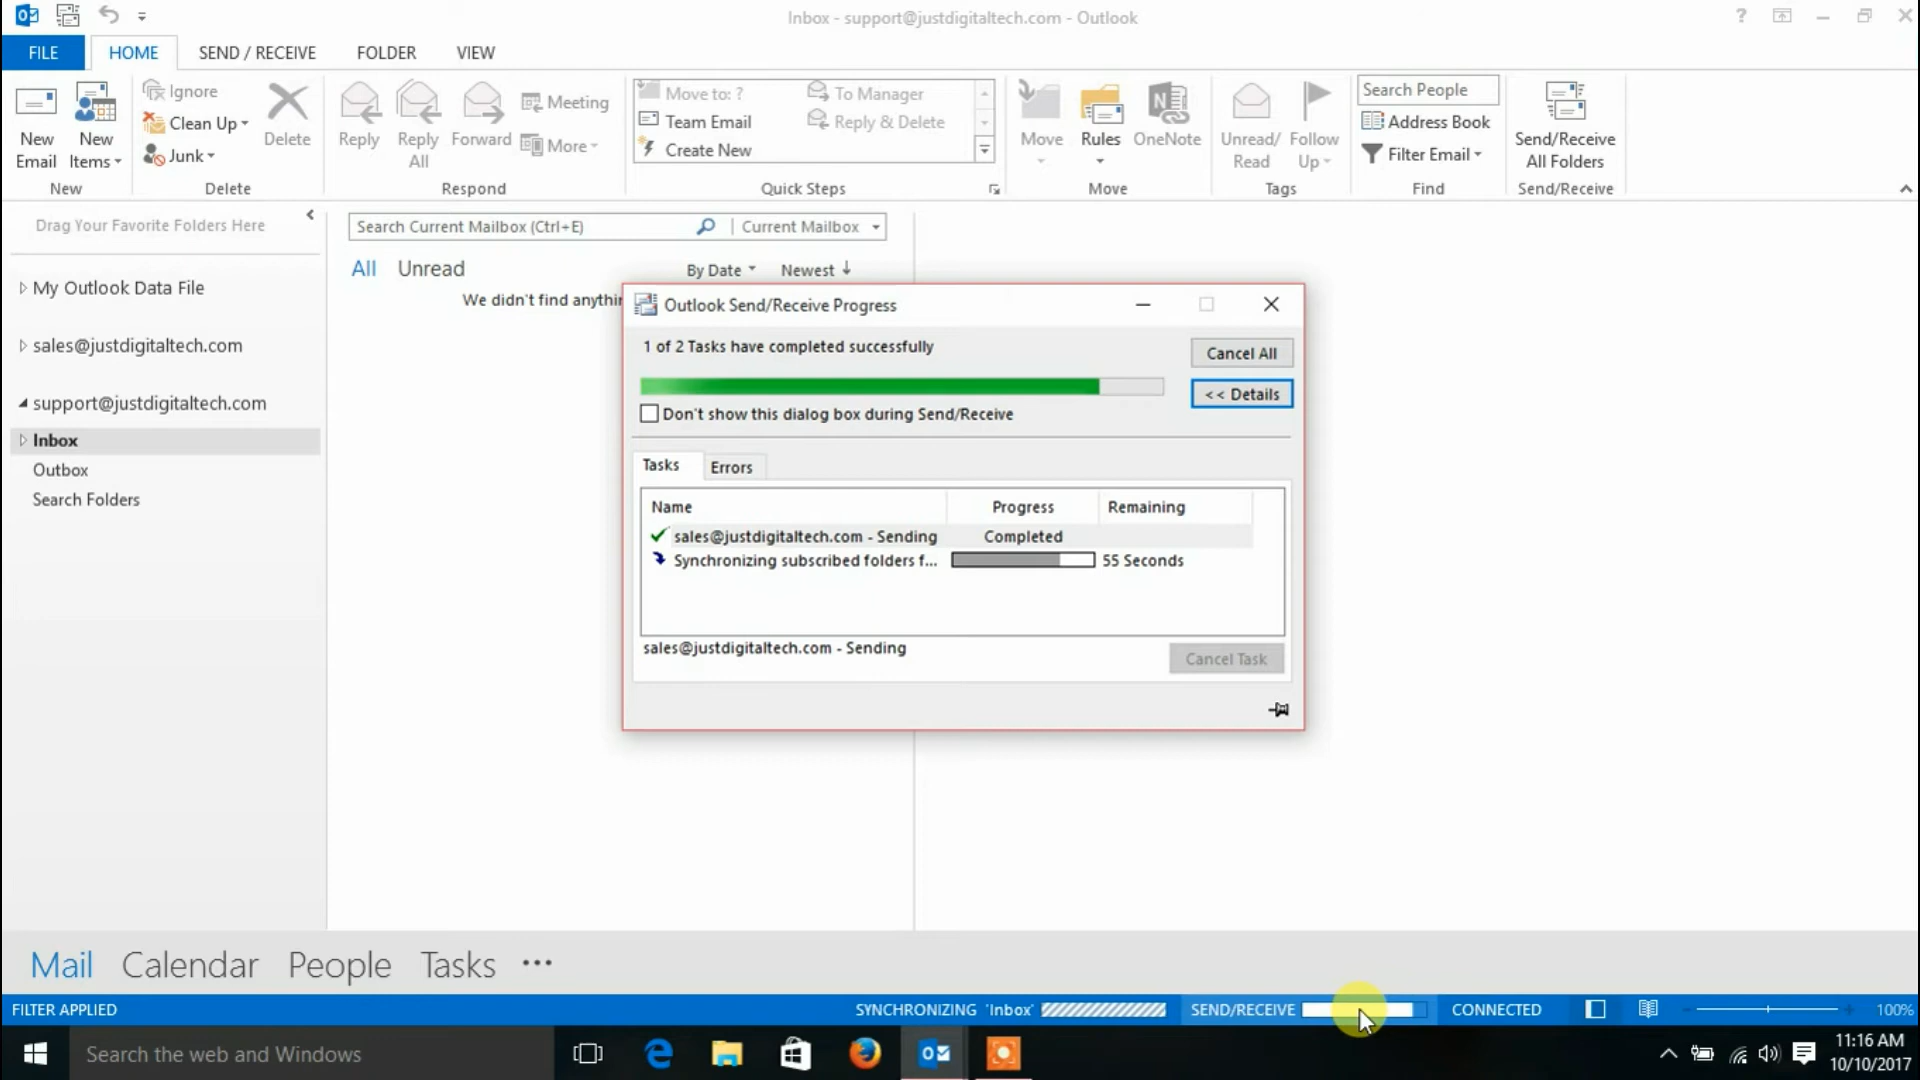 Inbox - support@justdigitaltech.com - Outlook
?
FILE HOME SEND / RECEIVE FOLDER VIEW
New Email
New Items
New
Ignore
Clean Up
Junk
Delete
Delete
Reply
Reply All
Forward
Meeting
More
Respond
Move to: ?
Team Email
Create New
To Manager
Reply & Delete
Quick Steps
Move
Rules
OneNote
Move
Unread/ Read
Follow Up
Tags
Search People
Address Book
Filter Email
Find
Send/Receive All Folders
Send/Receive
Drag Your Favorite Folders Here
My Outlook Data File
sales@justdigitaltech.com
support@justdigitaltech.com
Inbox
Outbox
Search Folders
Search Current Mailbox (Ctrl+E) Current Mailbox
All Unread By Date Newest
We didn't find anythin
Outlook Send/Receive Progress
1 of 2 Tasks have completed successfully
Cancel All
<< Details
Don't show this dialog box during Send/Receive
Tasks Errors
Name Progress Remaining
sales@justdigitaltech.com - Sending Completed
Synchronizing subscribed folders f... 55 Seconds
sales@justdigitaltech.com - Sending
Cancel Task
Mail Calendar People Tasks ...
FILTER APPLIED SYNCHRONIZING 'Inbox' SEND/RECEIVE CONNECTED 100%
Search the web and Windows
11:16 AM
10/10/2017